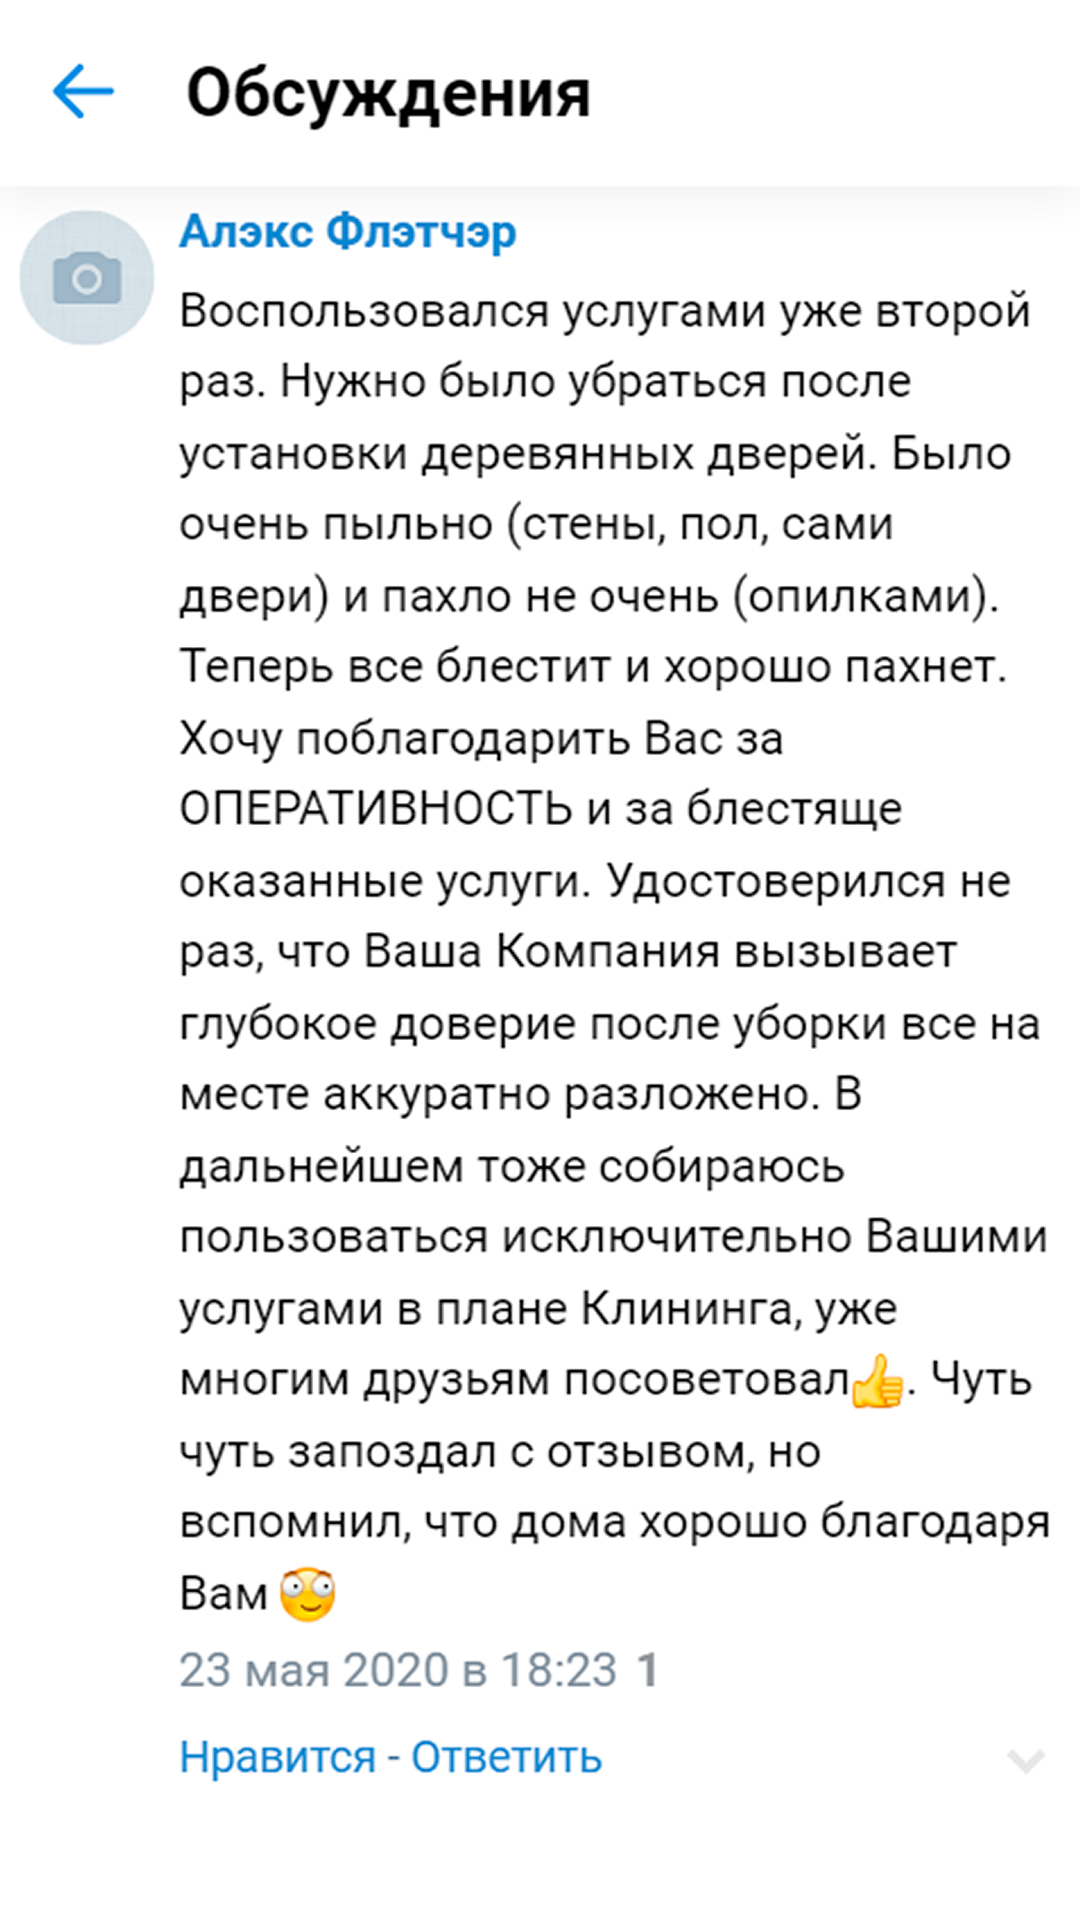 Обсуждения
Алэкс Флэтчэр
Воспользовался услугами уже второй
раз. Нужно было убраться после
установки деревянных дверей. Было
очень пыльно (стены, пол, сами
двери) и пахло не очень (опилками).
Теперь все блестит и хорошо пахнет.
Хочу поблагодарить Вас за
ОПЕРАТИВНОСТЬ и за блестяще
оказанные услуги. Удостоверился не
раз, что Ваша Компания вызывает
глубокое доверие после уборки все на
месте аккуратно разложено. В
дальнейшем тоже собираюсь
пользоваться исключительно Вашими
услугами в плане Клининга, уже
многим друзьям посоветовал👍. Чуть
чуть запоздал с отзывом, но
вспомнил, что дома хорошо благодаря
Вам 🙄
23 мая 2020 в 18:23 1
Нравится - Ответить